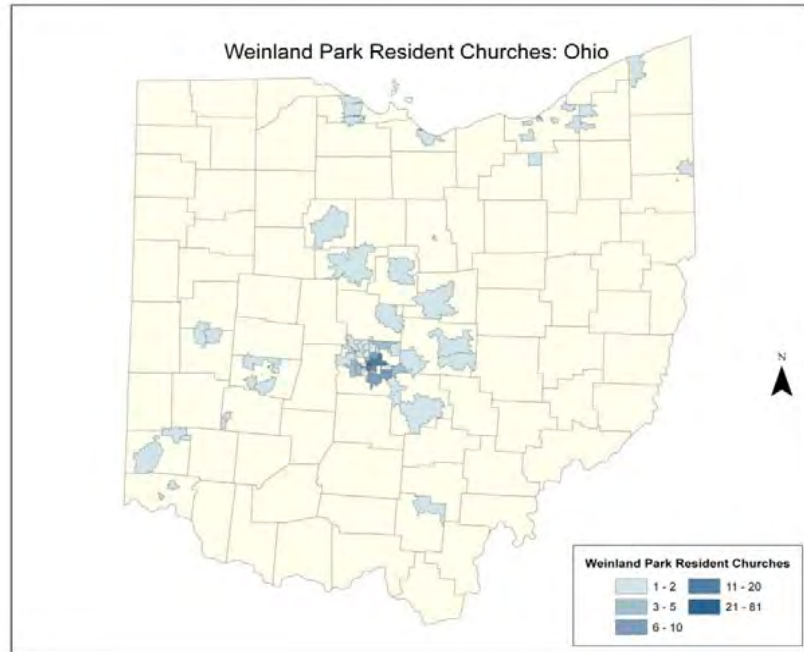 Weinland Park Resident Churches: Ohio
N
Weinland Park Resident Churches
1 - 2
3 - 5
6 - 10
11 - 20
21 - 81